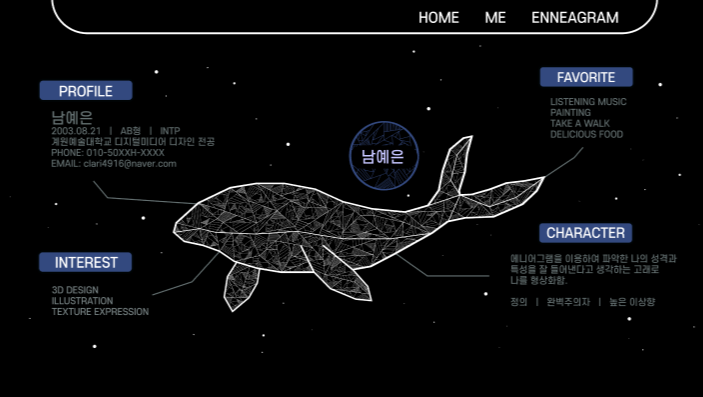 HOME ME ENNEAGRAM
PROFILE
남예은
2003.08.21 | AB형 | INTP
계원예술대학교 디지털미디어 디자인 전공
PHONE: 010-50XXH-XXXX
EMAIL: clari4916@naver.com
FAVORITE
LISTENING MUSIC
PAINTING
TAKE A WALK
DELICIOUS FOOD
남예은
INTEREST
3D DESIGN
ILLUSTRATION
TEXTURE EXPRESSION
CHARACTER
에니어그램을 이용하여 파악한 나의 성격과
특성을 잘 들어낸다고 생각하는 고래로
나를 형상화함.
정의 | 완벽주의자 | 높은 이상향